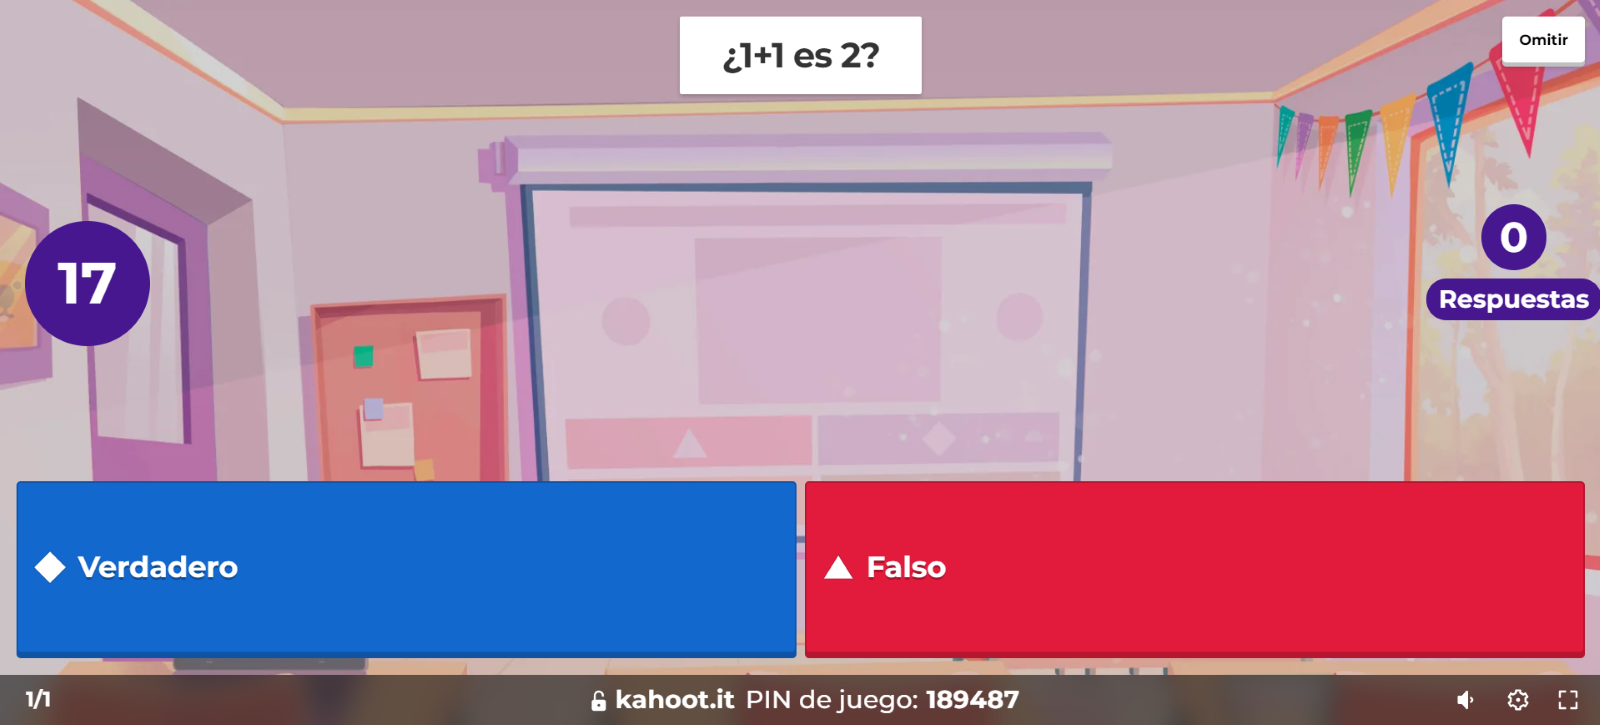 ¿1+1 es 2?
Omitir
17
0
Respuestas
Verdadero
Falso
1/1
kahoot.it PIN de juego: 189487